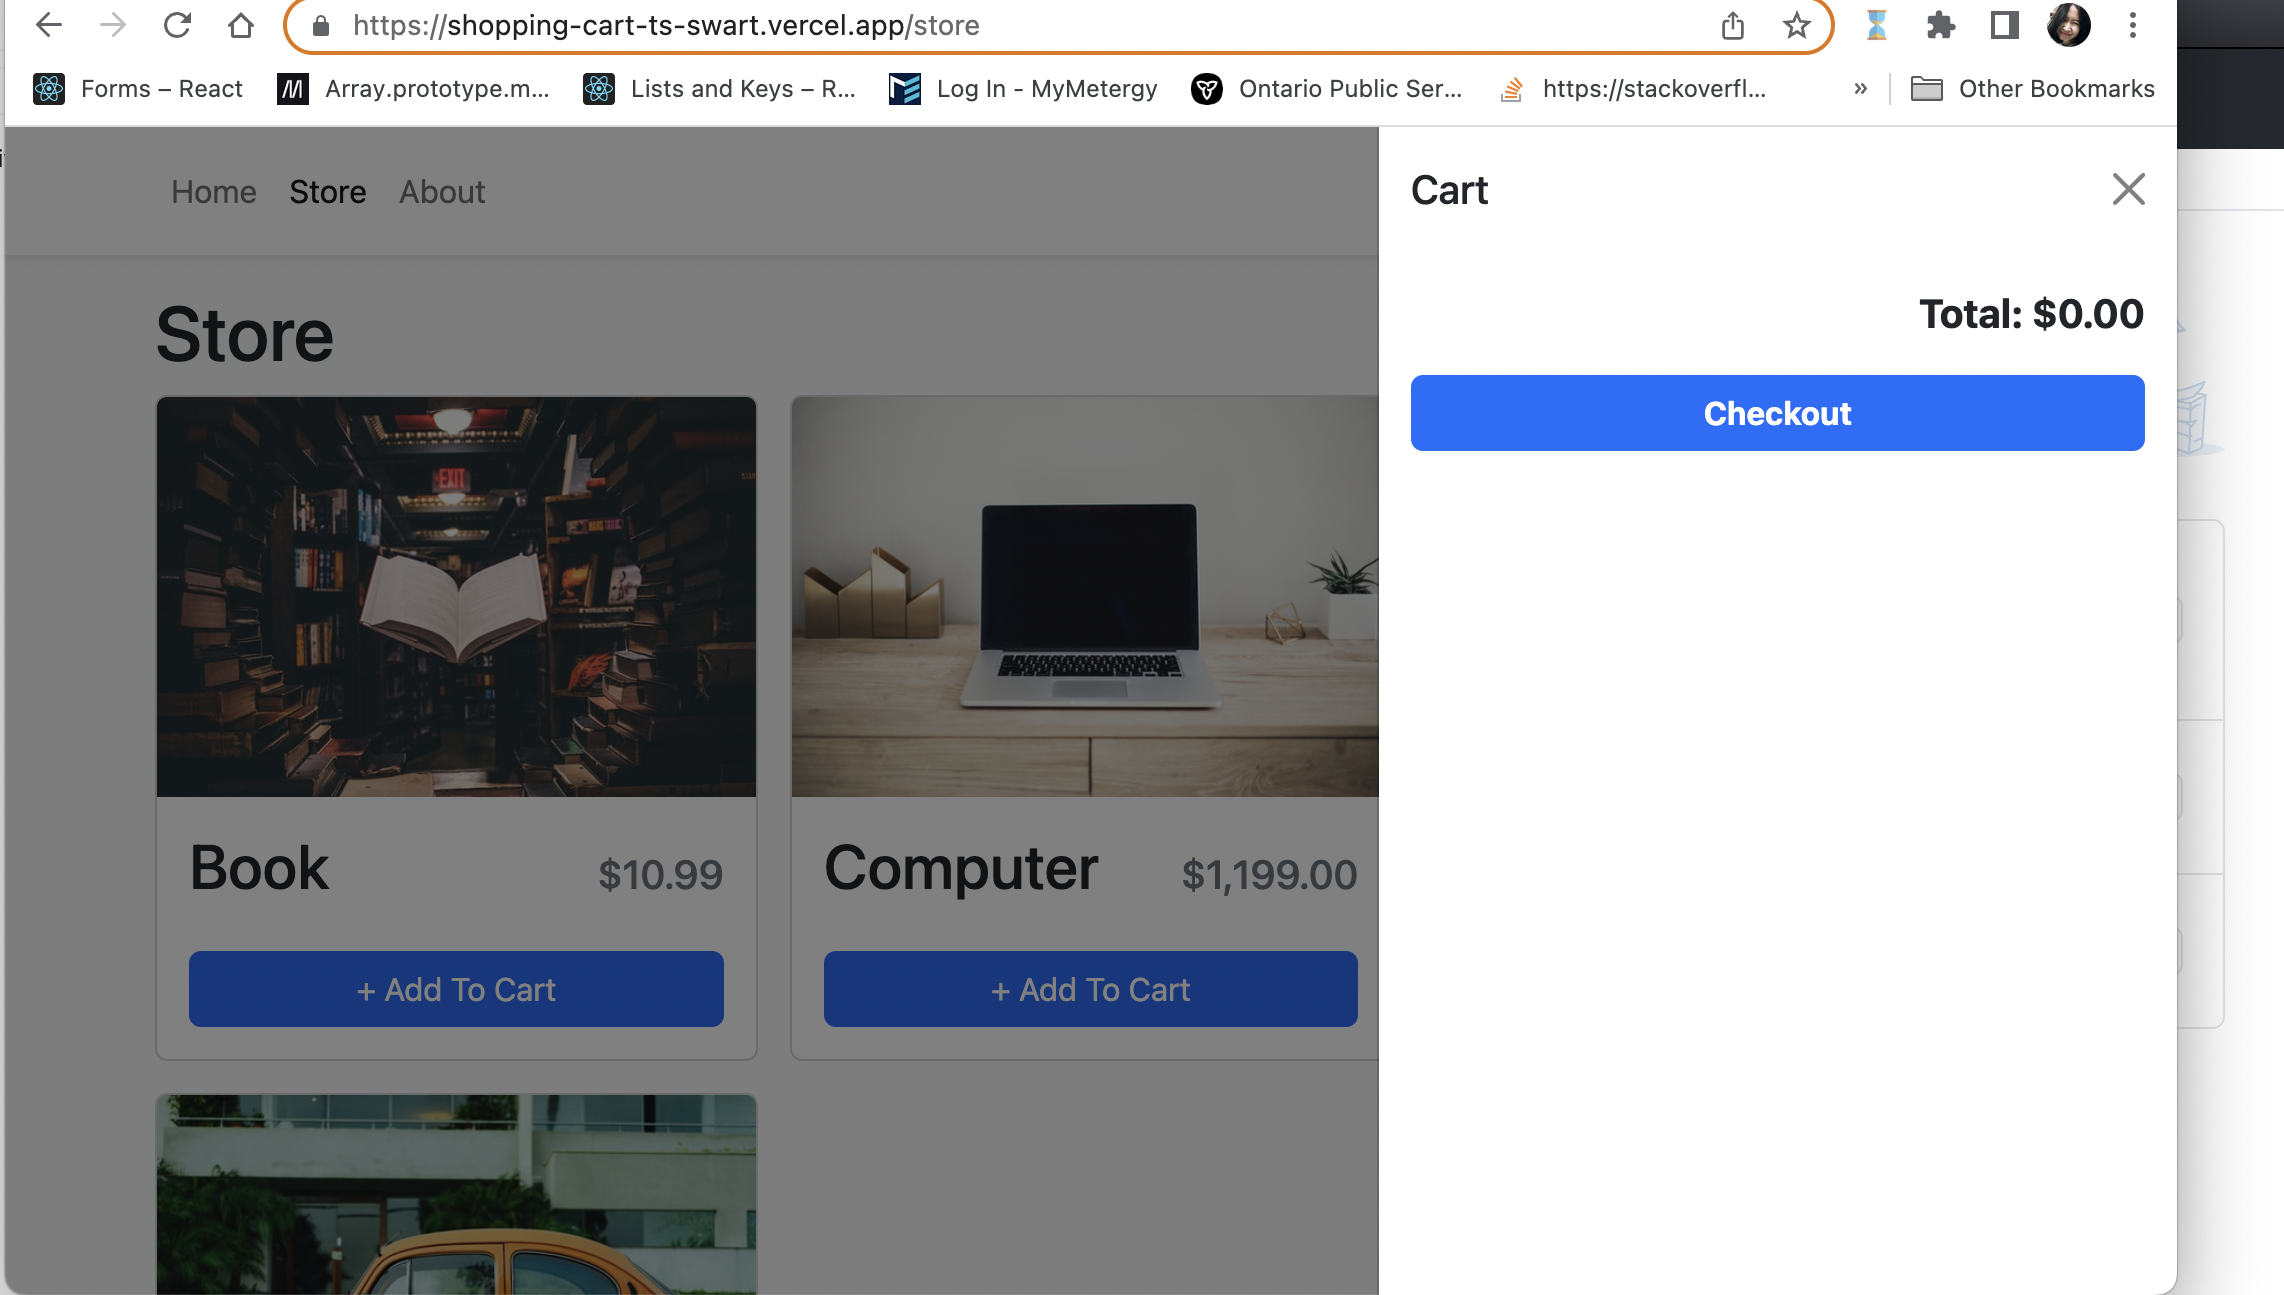 https://shopping-cart-ts-swart.vercel.app/store
Forms – React
Array.prototype.m...
Lists and Keys – R...
Log In - MyMetergy
Ontario Public Ser...
https://stackoverfl...
»
Other Bookmarks
Home
Store
About
Cart
Total: $0.00
Checkout
Store
EXIT
Book
$10.99
+ Add To Cart
Computer
$1,199.00
+ Add To Cart